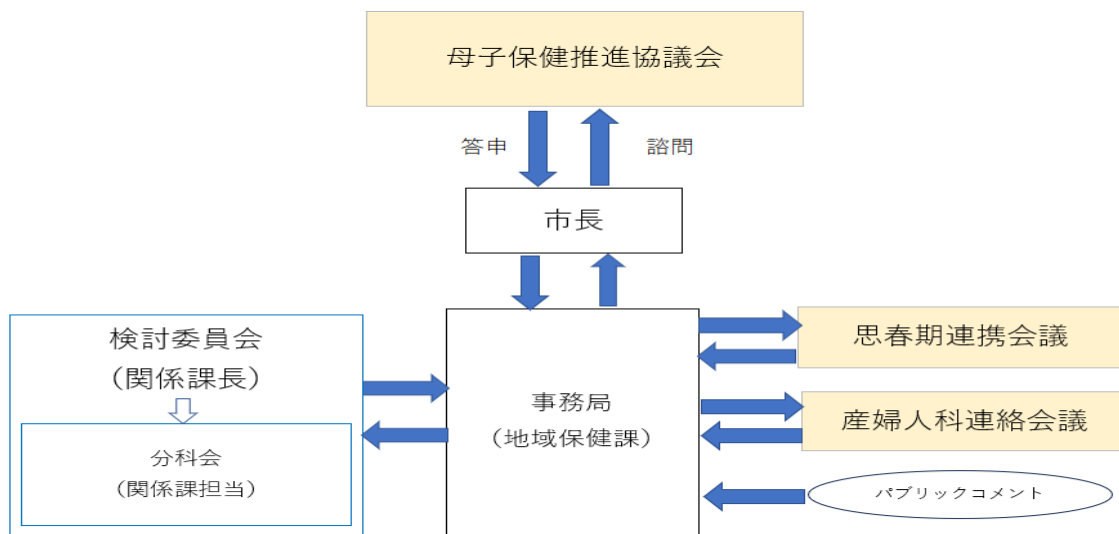 母子保健推進協議会
答申
諮問
市長
検討委員会
(関係課長)
分科会
(関係課担当)
事務局
(地域保健課)
思春期連携会議
産婦人科連絡会議
パブリックコメント